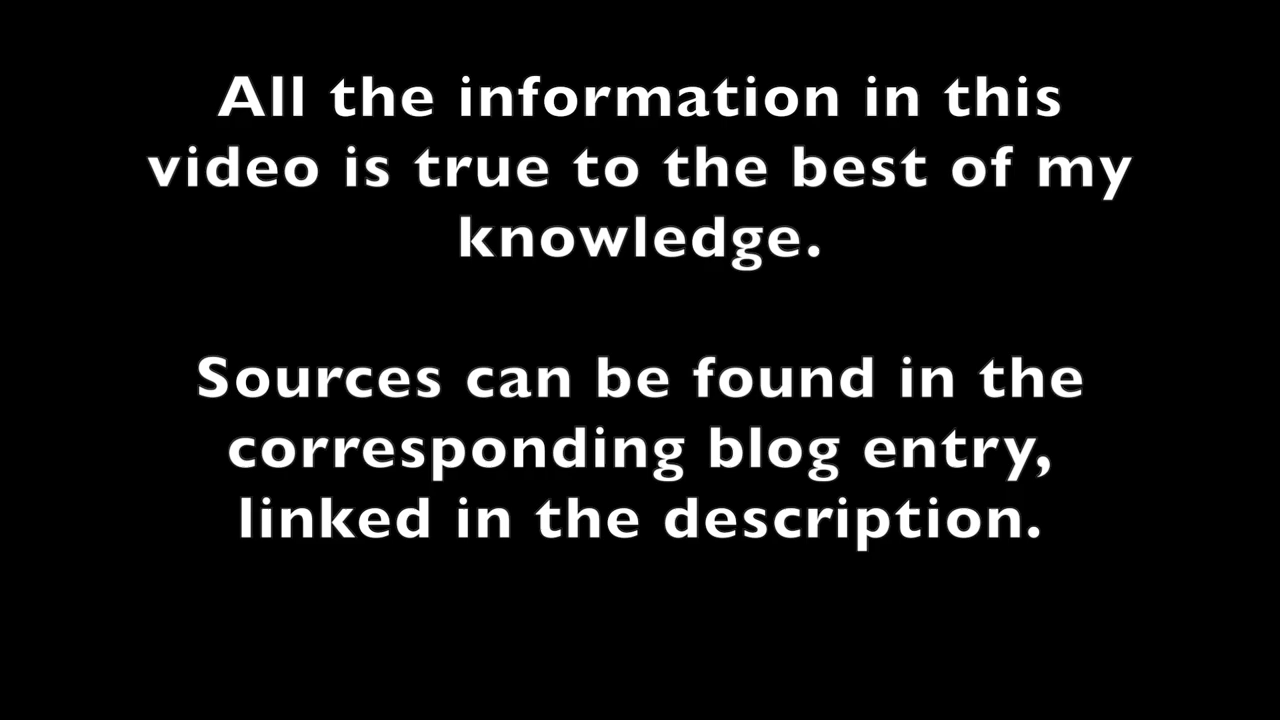 All the information in this
video is true to the best of my
knowledge.
Sources can be found in the
corresponding blog entry,
linked in the description.